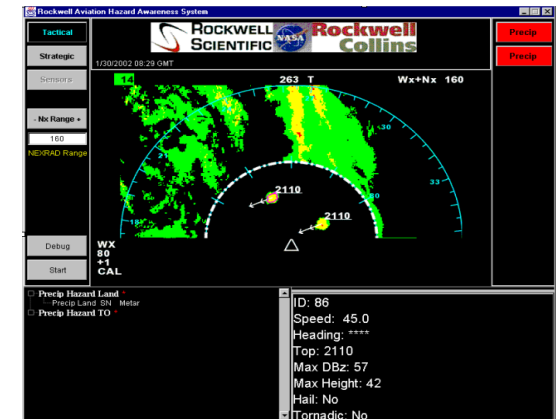 Rockwell Aviation Hazard Awareness System
Tactical
Strategic
Sensors
- Nx Range +
160
NEXRAD Range
Debug
Start
ROCKWELL
SCIENTIFIC
NASA
Rockwell
Collins
1/30/2002 08:29 GMT
Precip
Precip
14
263 T
Wx+Nx 160
30
33
21
18
80
2110
2110
WX
80
+1
CAL
Precip Hazard Land *
Precip Land SN Metar
Precip Hazard TO *
ID: 86
Speed: 45.0
Heading: ****
Top: 2110
Max DBz: 57
Max Height: 42
Hail: No
Tornadic: No